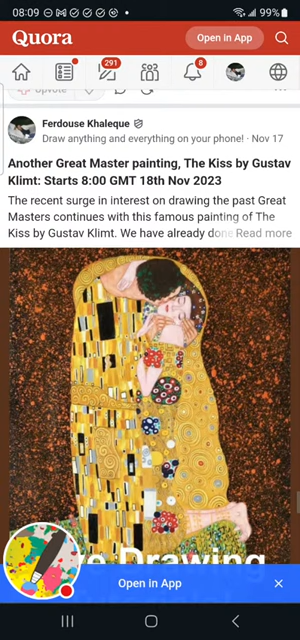 08:09
99%
Quora
Open in App
291
8
Upvote
Ferdouse Khaleque
Draw anything and everything on your phone! · Nov 17
Another Great Master painting, The Kiss by Gustav
Klimt: Starts 8:00 GMT 18th Nov 2023
The recent surge in interest on drawing the past Great
Masters continues with this famous painting of The
Kiss by Gustav Klimt. We have already done Read more
Drawing
Open in App